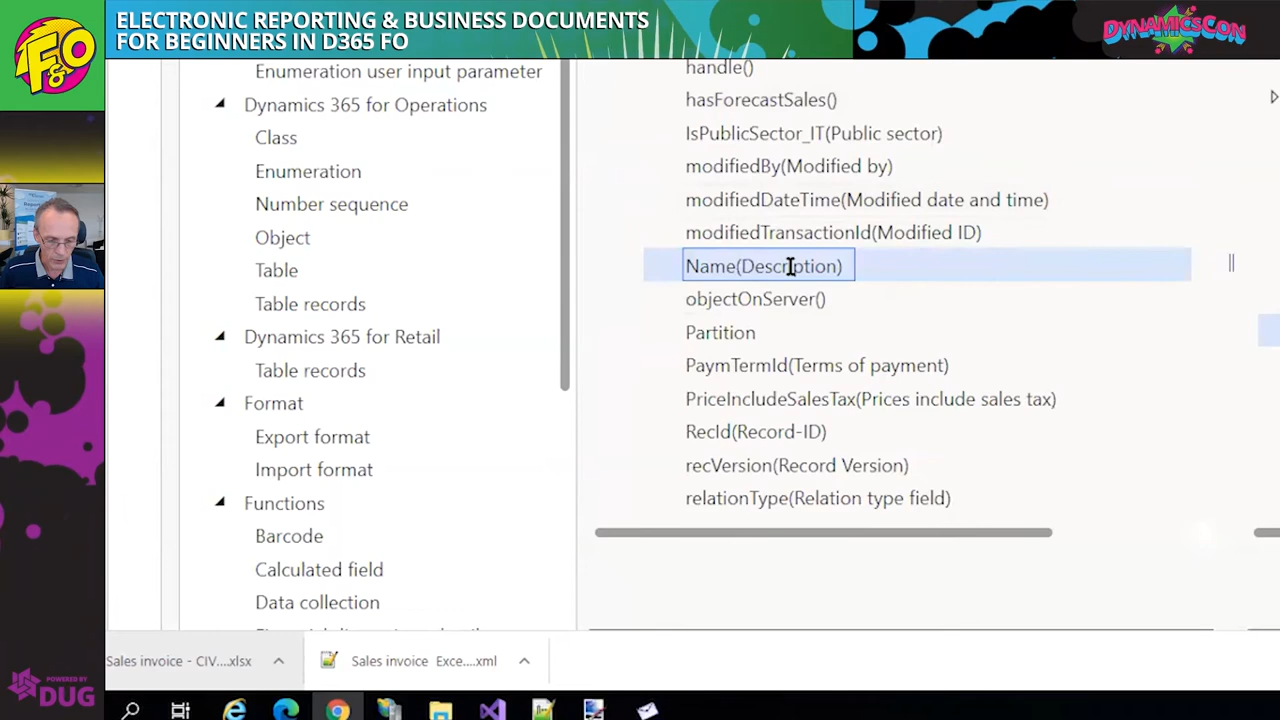 ELECTRONIC REPORTING & BUSINESS DOCUMENTS
FOR BEGINNERS IN D365 FO
F&O
DYNAMICSCON
Enumeration user input parameter
Dynamics 365 for Operations
Class
Enumeration
Number sequence
Object
Table
Table records
Dynamics 365 for Retail
Table records
Format
Export format
Import format
Functions
Barcode
Calculated field
Data collection
handle()
hasForecastSales()
IsPublicSector_IT(Public sector)
modifiedBy(Modified by)
modifiedDateTime(Modified date and time)
modifiedTransactionId(Modified ID)
Name(Description)
objectOnServer()
Partition
PaymTermId(Terms of payment)
PriceIncludeSalesTax(Prices include sales tax)
RecId(Record-ID)
recVersion(Record Version)
relationType(Relation type field)
Sales invoice - CIV....xlsx
Sales invoice Exce....xml
POWERED BY
DUG